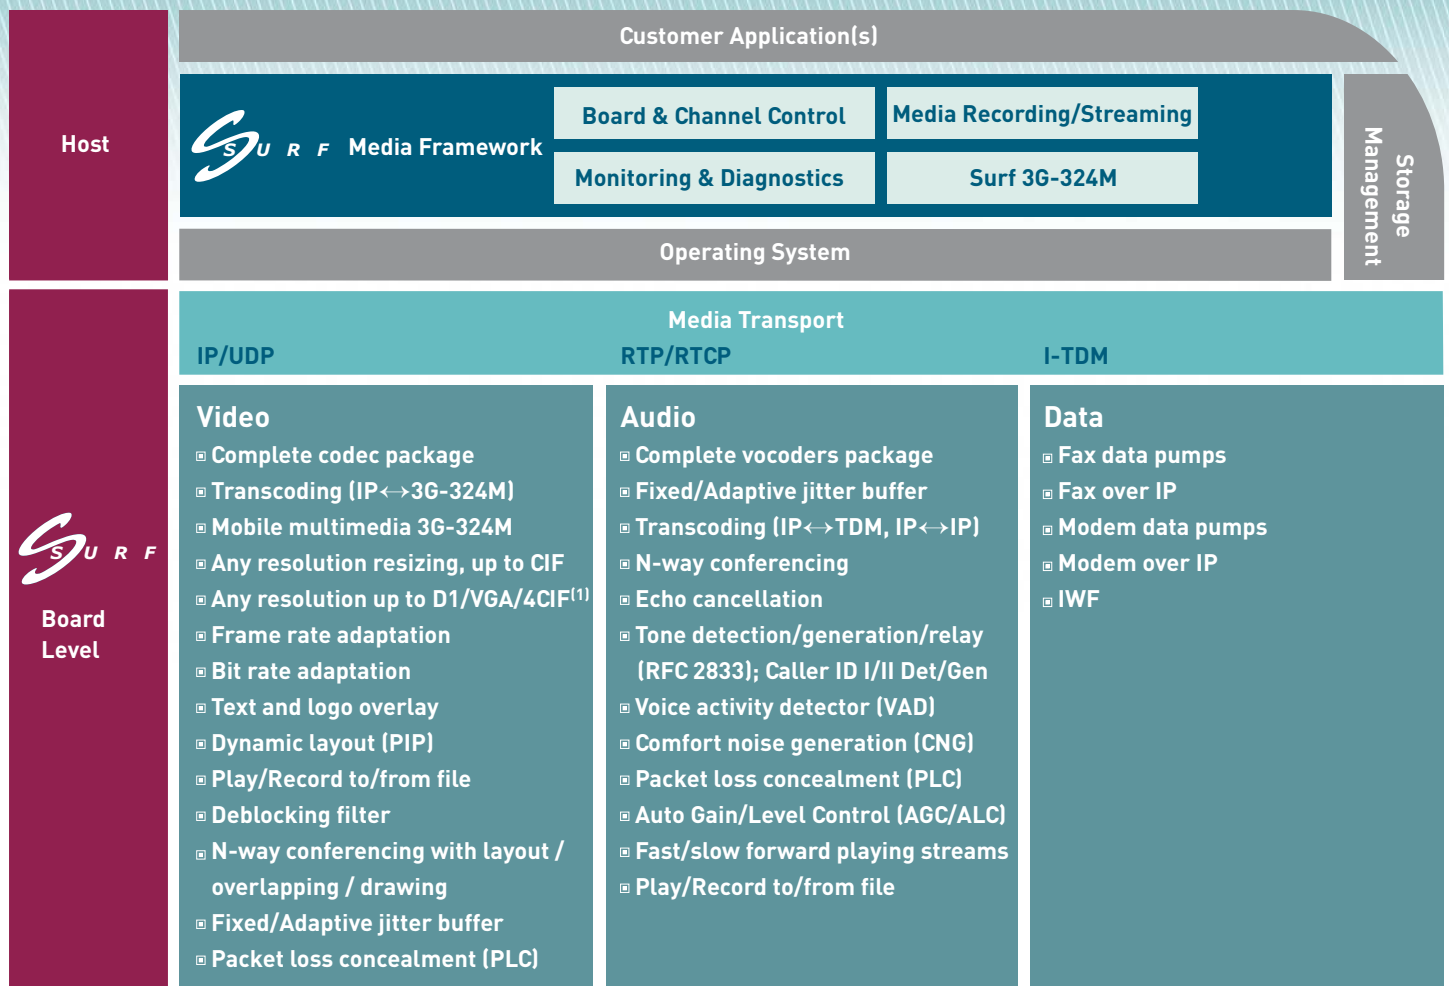 Customer Application(s)
Host
SURF Media Framework
Board & Channel Control
Media Recording/Streaming
Monitoring & Diagnostics
Surf 3G-324M
Storage
Management
Operating System
Media Transport
IP/UDP
RTP/RTCP
I-TDM
SURF
Board
Level
Video
Complete codec package
Transcoding (IP↔3G-324M)
Mobile multimedia 3G-324M
Any resolution resizing, up to CIF
Any resolution up to D1/VGA/4CIF(1)
Frame rate adaptation
Bit rate adaptation
Text and logo overlay
Dynamic layout (PIP)
Play/Record to/from file
Deblocking filter
N-way conferencing with layout /
overlapping / drawing
Fixed/Adaptive jitter buffer
Packet loss concealment (PLC)
Audio
Complete vocoders package
Fixed/Adaptive jitter buffer
Transcoding (IP↔TDM, IP↔IP)
N-way conferencing
Echo cancellation
Tone detection/generation/relay
(RFC 2833); Caller ID I/II Det/Gen
Voice activity detector (VAD)
Comfort noise generation (CNG)
Packet loss concealment (PLC)
Auto Gain/Level Control (AGC/ALC)
Fast/slow forward playing streams
Play/Record to/from file
Data
Fax data pumps
Fax over IP
Modem data pumps
Modem over IP
IWF